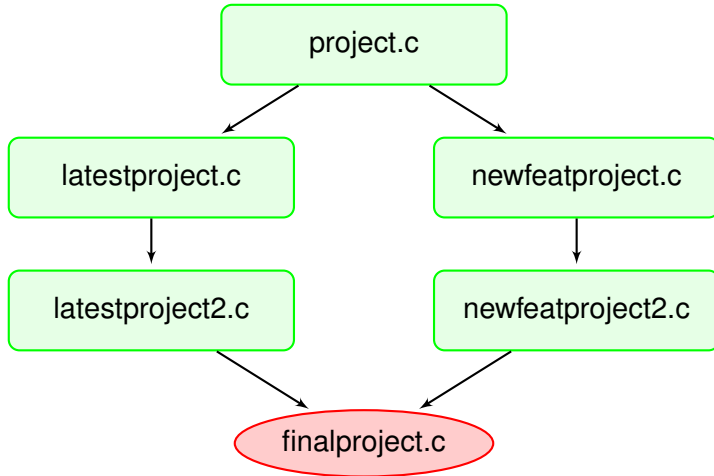 project.c
latestproject.c
newfeatproject.c
latestproject2.c
newfeatproject2.c
finalproject.c